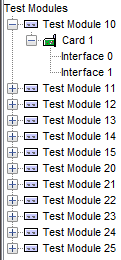 Test Modules
Test Module 10
Card 1
Interface 0
Interface 1
Test Module 11
Test Module 12
Test Module 13
Test Module 14
Test Module 15
Test Module 20
Test Module 21
Test Module 22
Test Module 23
Test Module 24
Test Module 25